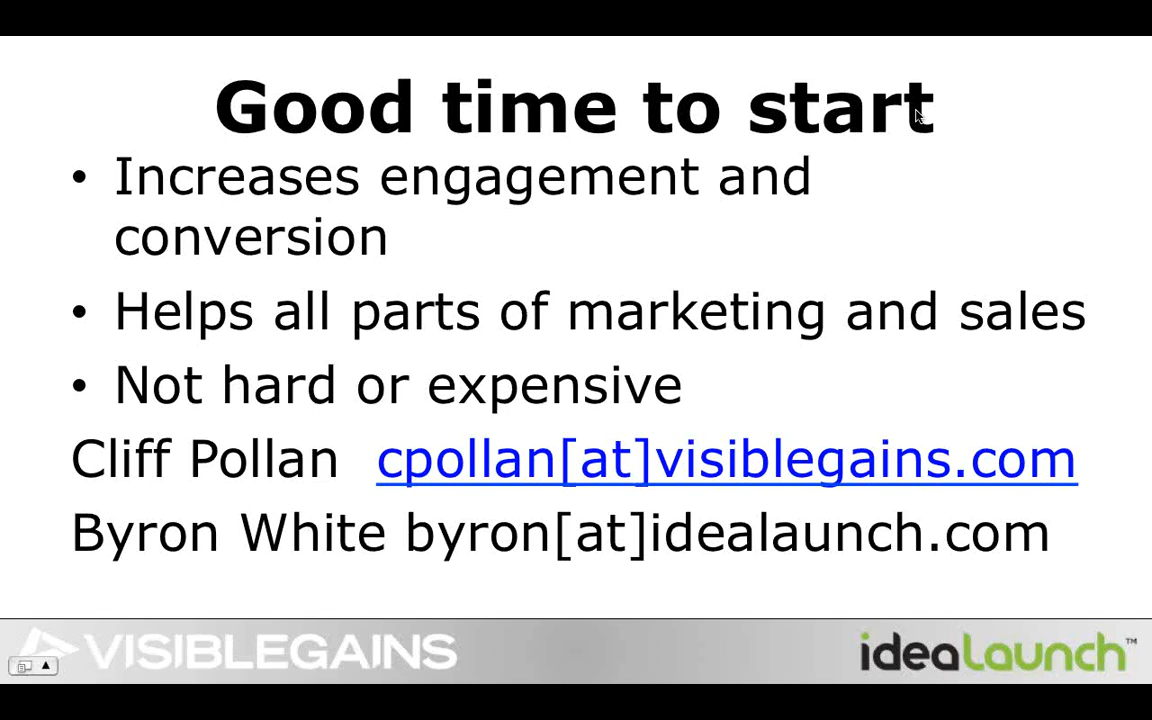 Good time to start
• Increases engagement and
conversion
• Helps all parts of marketing and sales
• Not hard or expensive
Cliff Pollan cpollan[at]visiblegains.com
Byron White byron[at]idealaunch.com
VISIBLEGAINS
idealaunch™